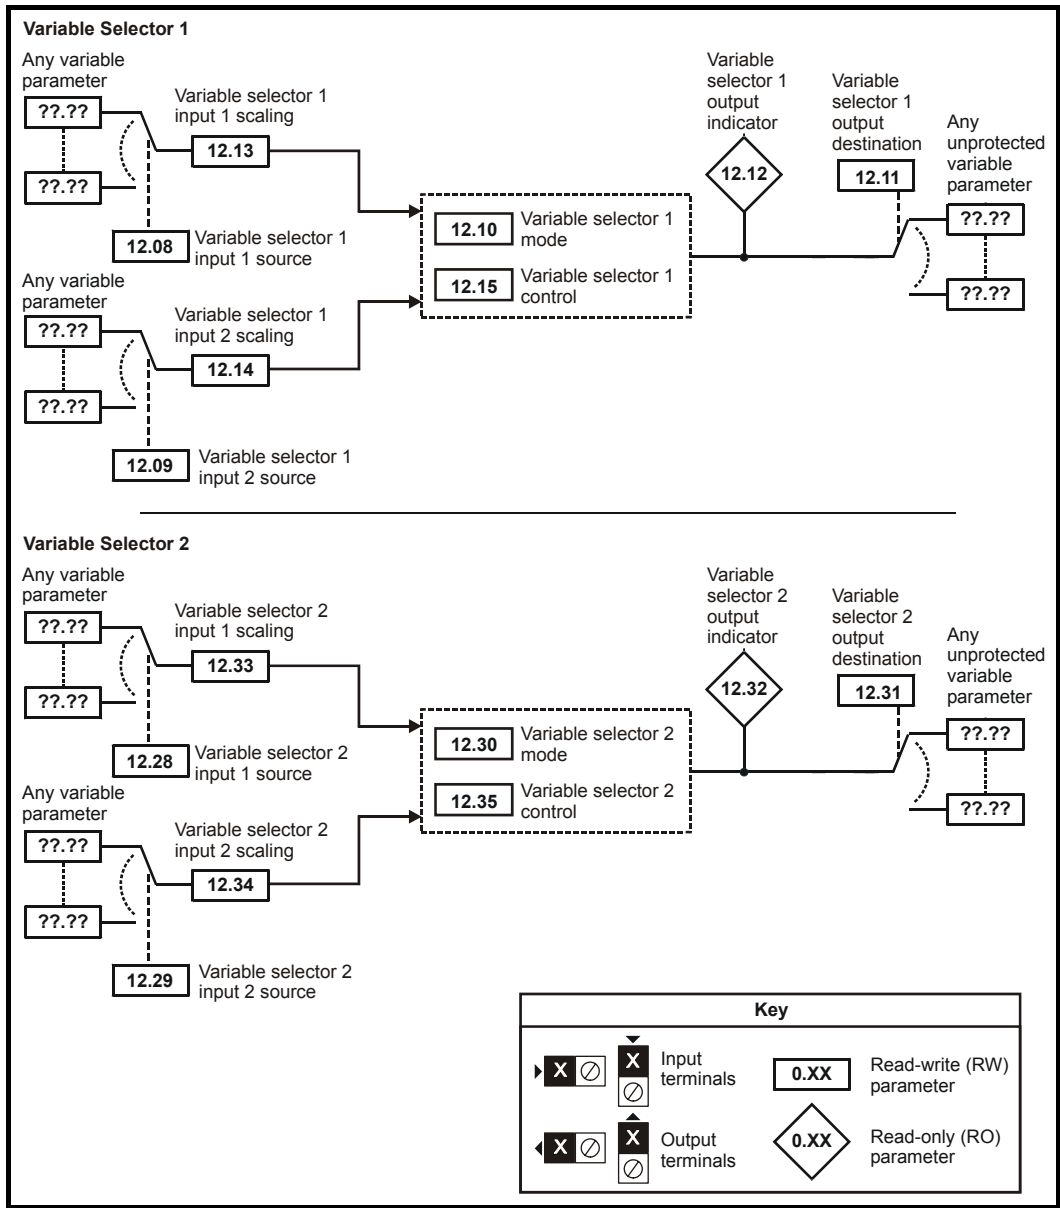 Variable Selector 1
Any variable
parameter
??.??
??.??
Variable selector 1
input 1 scaling
12.13
12.08
Variable selector 1
input 1 source
Any variable
parameter
??.??
??.??
Variable selector 1
input 2 scaling
12.14
12.09
Variable selector 1
input 2 source
12.10
Variable selector 1
mode
12.15
Variable selector 1
control
Variable
selector 1
output
indicator
12.12
Variable
selector 1
output
destination
12.11
Any
unprotected
variable
parameter
??.??
??.??
Variable Selector 2
Any variable
parameter
??.??
??.??
Variable selector 2
input 1 scaling
12.33
12.28
Variable selector 2
input 1 source
Any variable
parameter
??.??
??.??
Variable selector 2
input 2 scaling
12.34
12.29
Variable selector 2
input 2 source
12.30
Variable selector 2
mode
12.35
Variable selector 2
control
Variable
selector 2
output
indicator
12.32
Variable
selector 2
output
destination
12.31
Any
unprotected
variable
parameter
??.??
??.??
Key
X
X
Input
terminals
0.XX
Read-write (RW)
parameter
X
X
Output
terminals
0.XX
Read-only (RO)
parameter